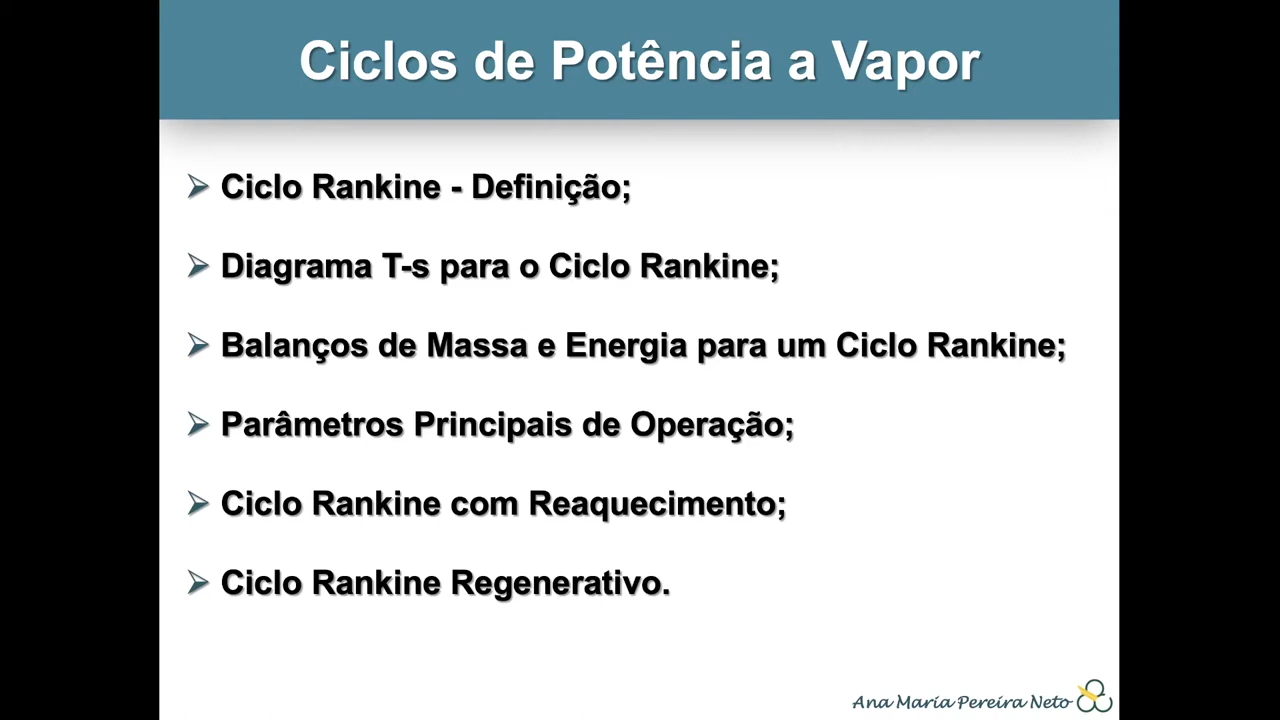 Ciclos de Potência a Vapor
Ciclo Rankine - Definição;
Diagrama T-s para o Ciclo Rankine;
Balanços de Massa e Energia para um Ciclo Rankine;
Parâmetros Principais de Operação;
Ciclo Rankine com Reaquecimento;
Ciclo Rankine Regenerativo.
Ana Maria Pereira Neto